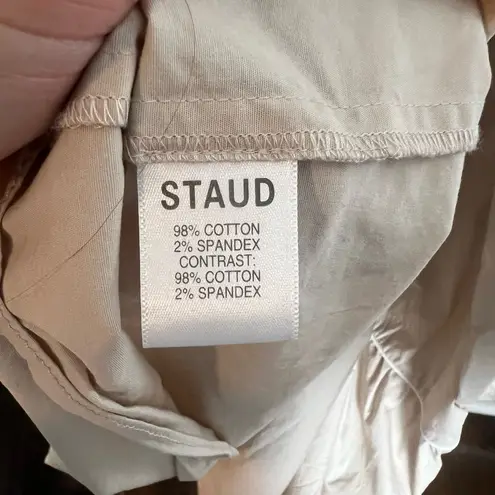 STAUD
98% COTTON
2% SPANDEX
CONTRAST:
98% COTTON
2% SPANDEX